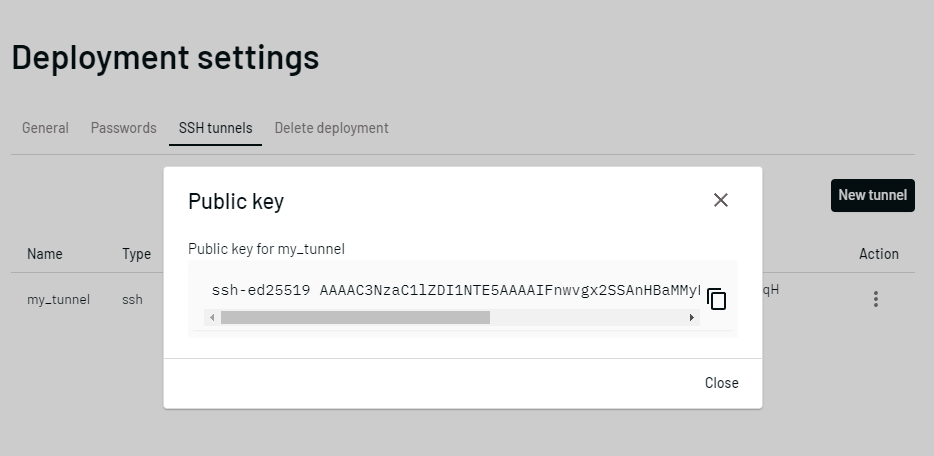 Deployment settings
General Passwords SSH tunnels Delete deployment
New tunnel
Public key
Public key for my_tunnel
Name Type Action
ssh-ed25519 AAAAC3NzaC1lZDI1NTE5AAAAIFnwvgx2SSAnHBaMMy
my_tunnel ssh qH
Close